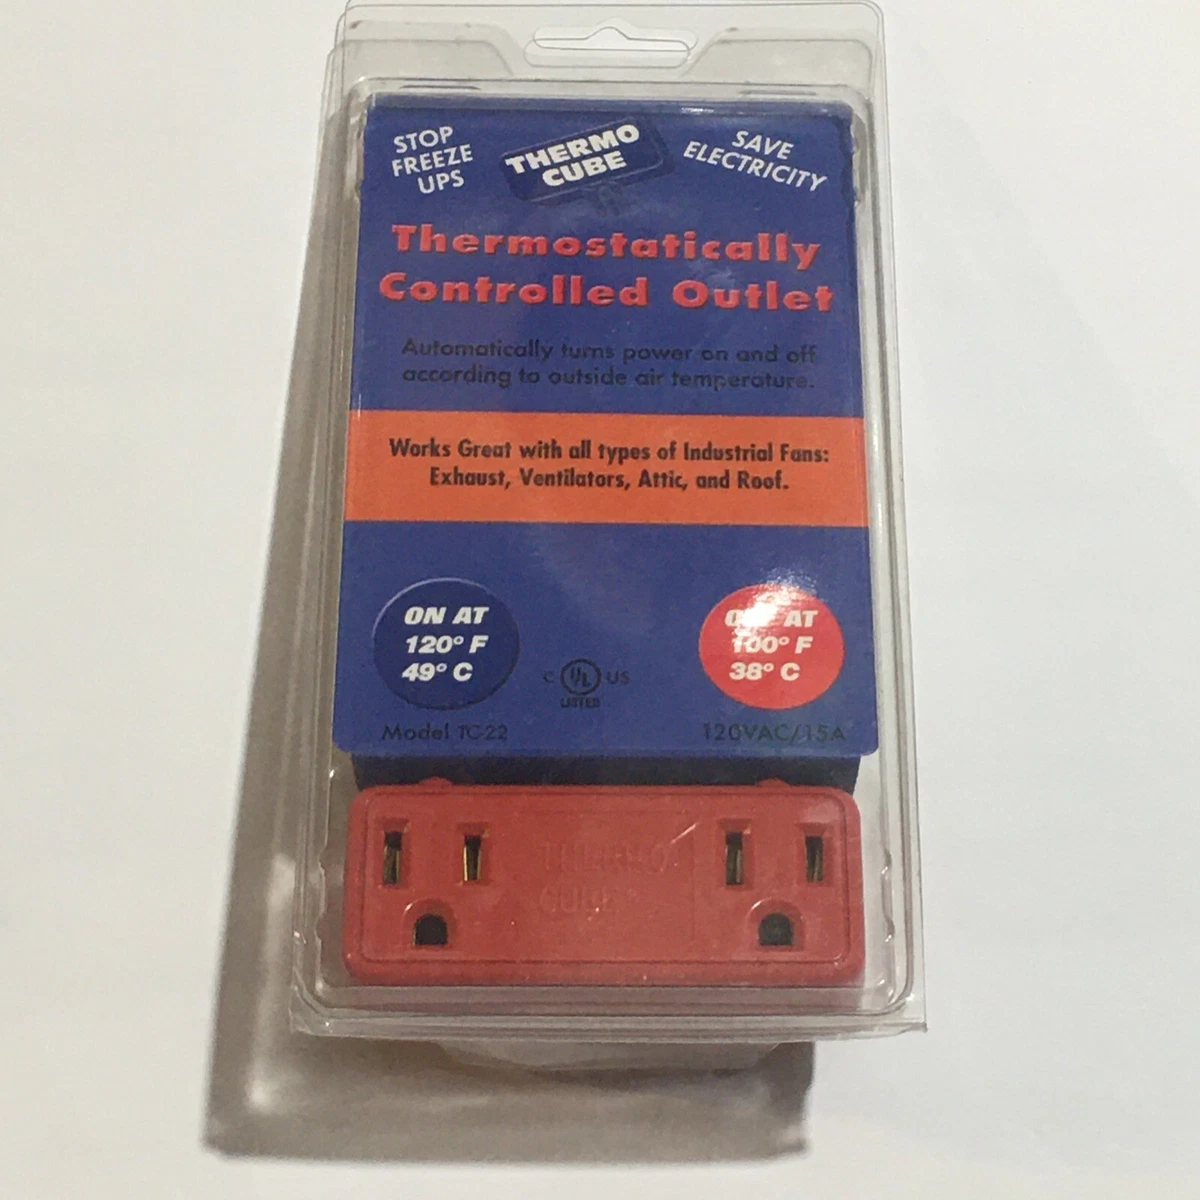 STOP
FREEZE
UPS
THERMO
CUBE
SAVE
ELECTRICITY
Thermostatically
Controlled Outlet
Automatically turns power on and off
according to outside air temperature.
Works Great with all types of Industrial Fans:
Exhaust, Ventilators, Attic, and Roof.
ON AT
120° F
49° C
C UL US
LISTED
AT
100° F
38° C
Model TC-22
120VAC/15A
THERMO
CUBE